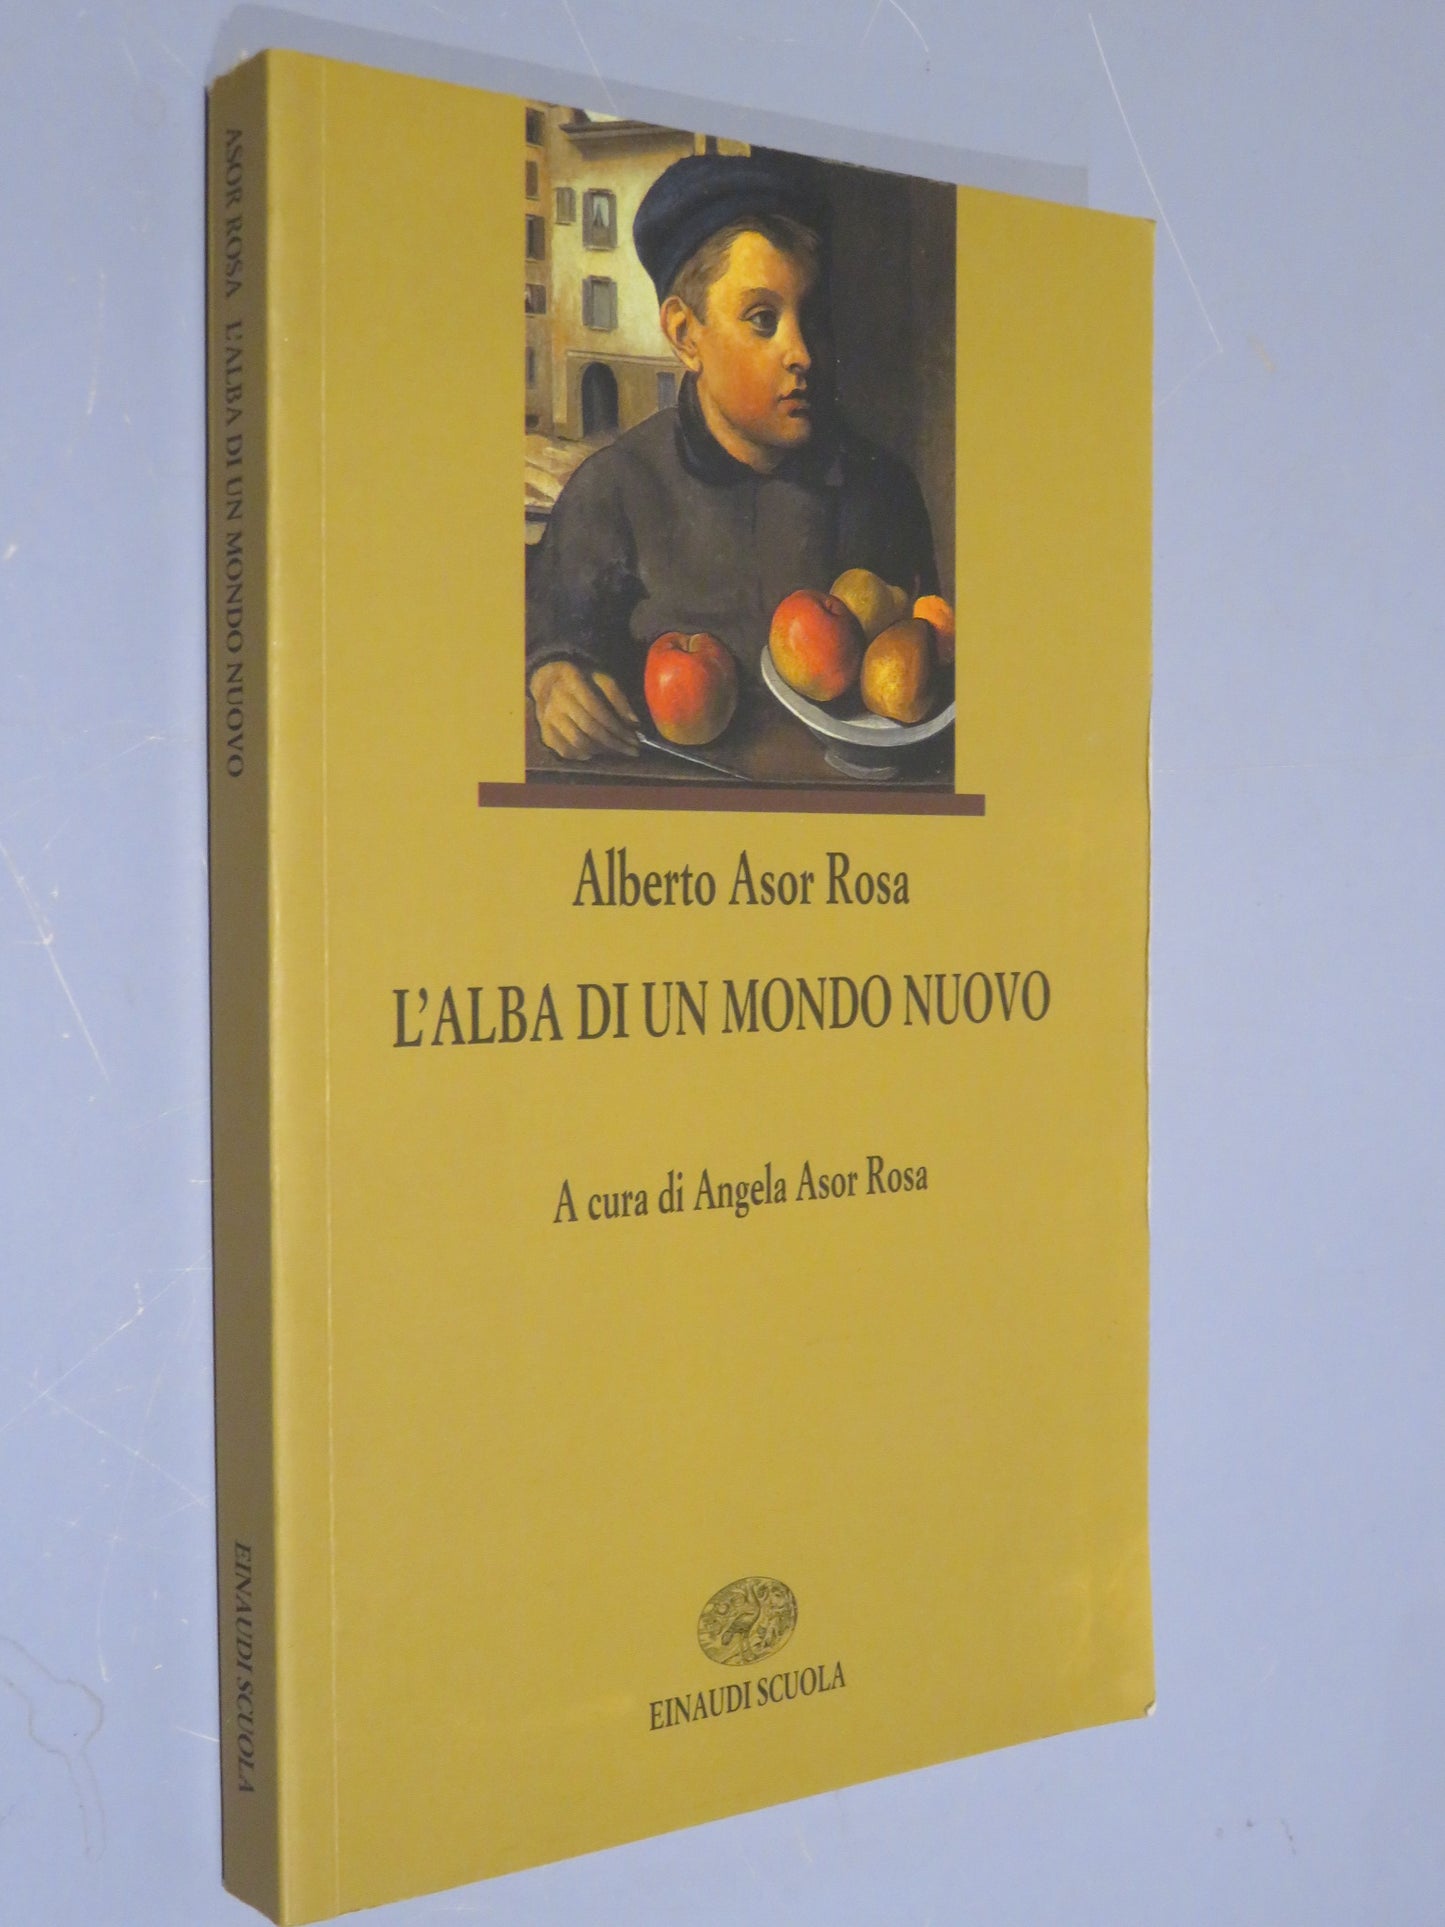 ASOR ROSA L'ALBA DI UN MONDO NUOVO
EINAUDI SCUOLA
Alberto Asor Rosa
L'ALBA DI UN MONDO NUOVO
A cura di Angela Asor Rosa
EINAUDI SCUOLA